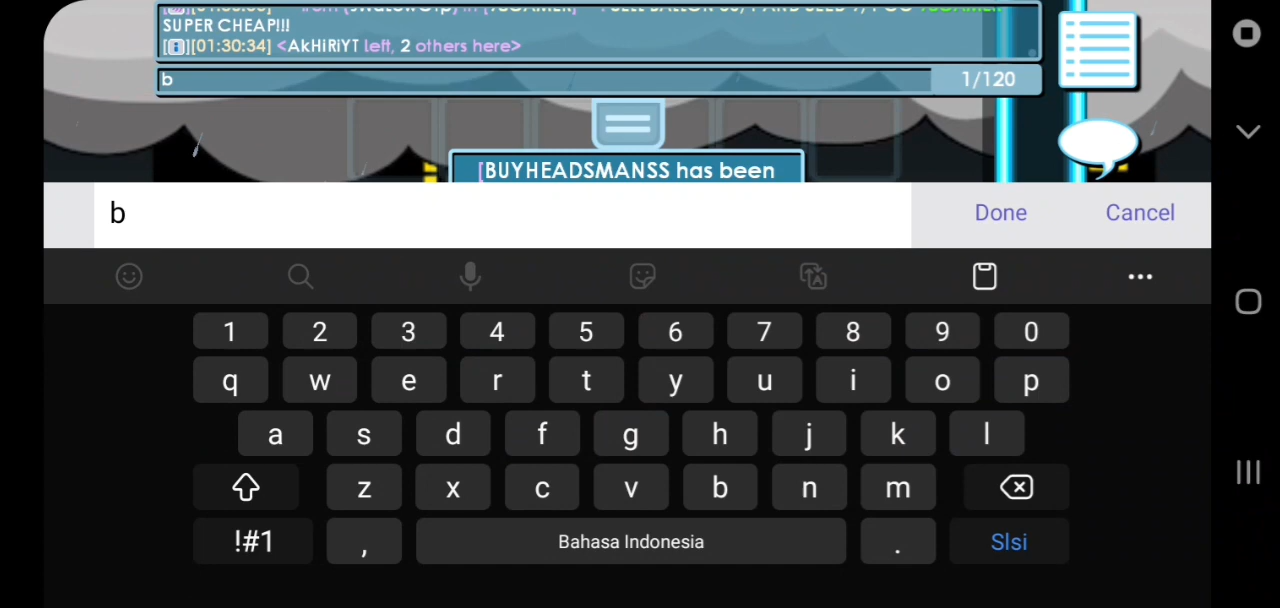 SUPER CHEAP!!!
[01:30:34] <AkHiRiYT left, 2 others here>
b
1/120
[BUYHEADSMANSS has been
b
Done
Cancel
1 2 3 4 5 6 7 8 9 0
q w e r t y u i o p
a s d f g h j k l
z x c v b n m
!#1 , Bahasa Indonesia . Slsi